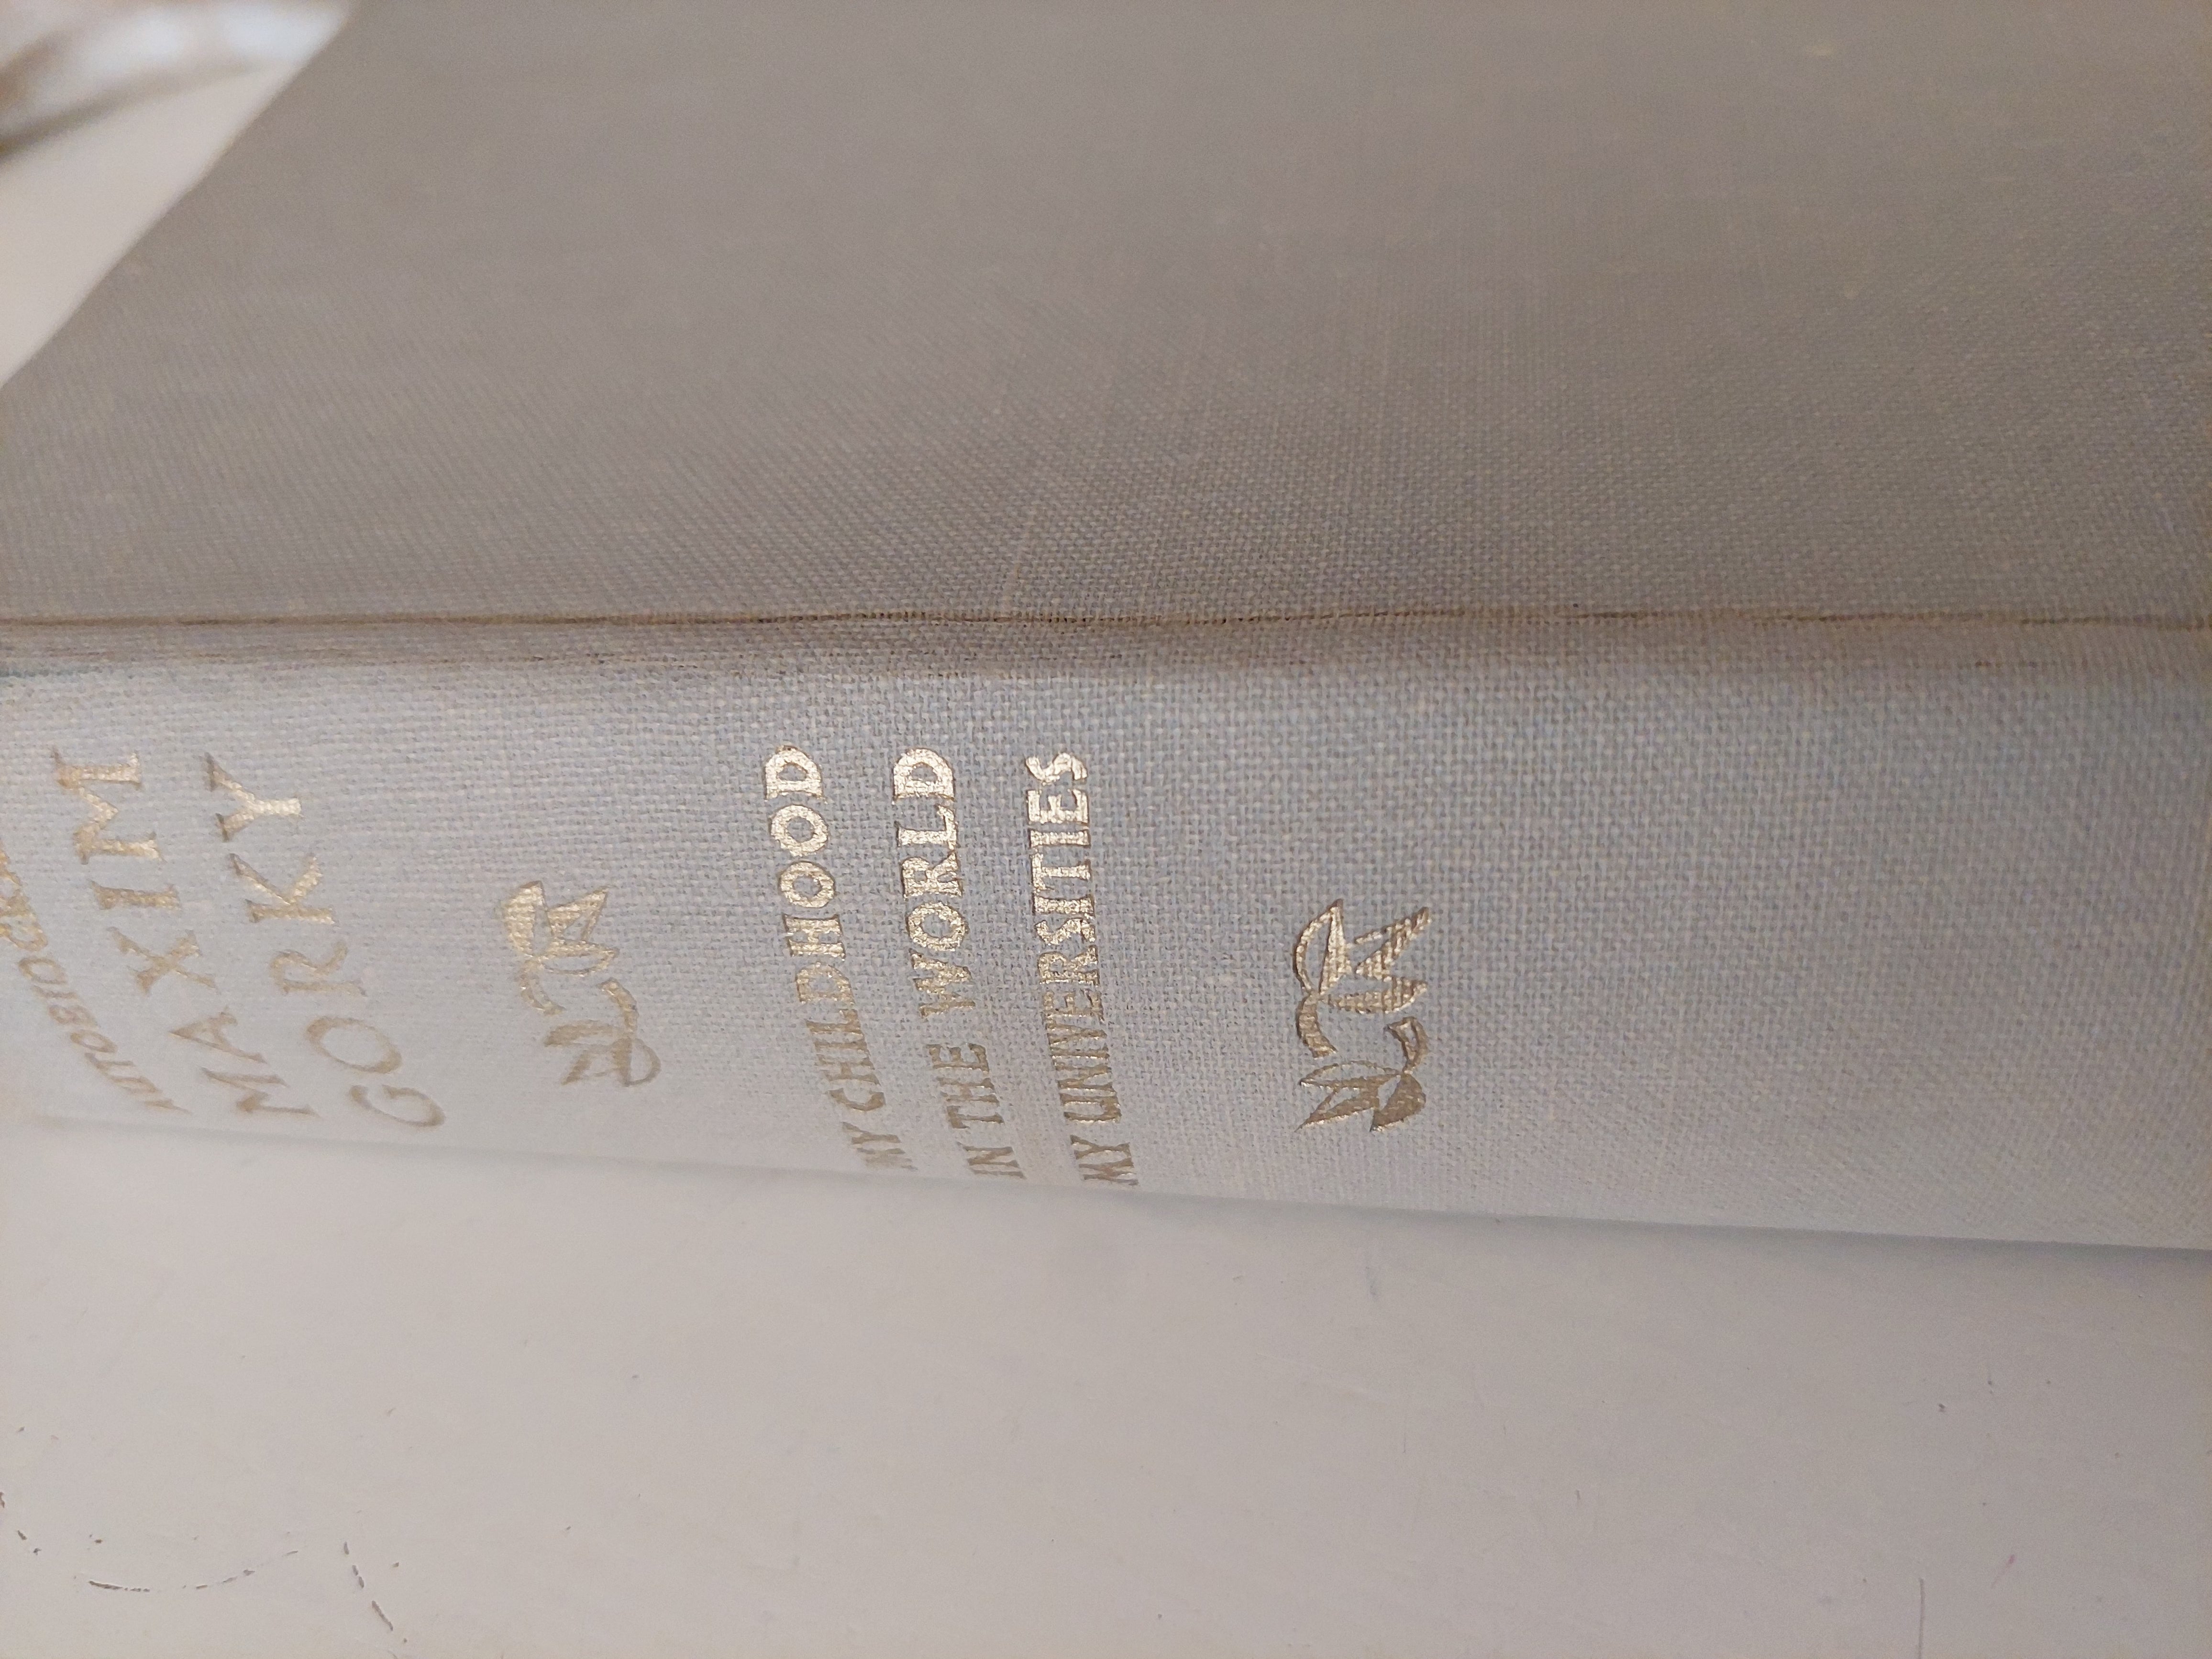 MAXIM
GORKY
MY CHILDHOOD
IN THE WORLD
MY UNIVERSITIES